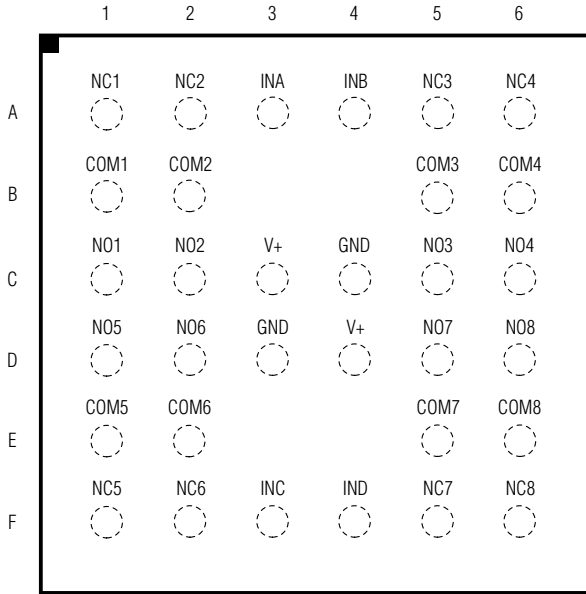 1 2 3 4 5 6
NC1 NC2 INA INB NC3 NC4
A
COM1 COM2 COM3 COM4
B
NO1 NO2 V+ GND NO3 NO4
C
NO5 NO6 GND V+ NO7 NO8
D
COM5 COM6 COM7 COM8
E
NC5 NC6 INC IND NC7 NC8
F